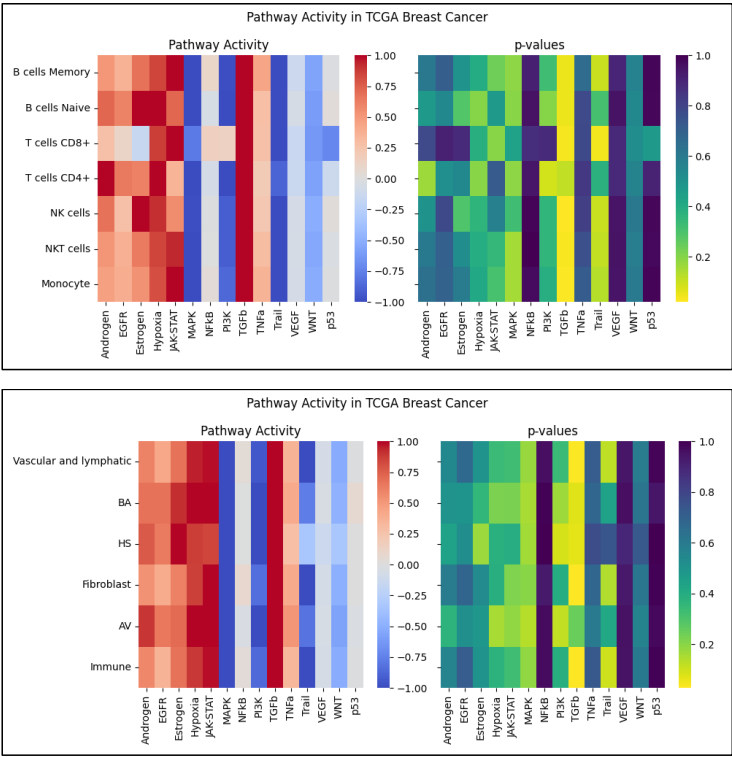 Pathway Activity in TCGA Breast Cancer
Pathway Activity
p-values
B cells Memory
B cells Naive
T cells CD8+
T cells CD4+
NK cells
NKT cells
Monocyte
1.00
0.75
0.50
0.25
0.00
−0.25
−0.50
−0.75
−1.00
1.0
0.8
0.6
0.4
0.2
Androgen
EGFR
Estrogen
Hypoxia
JAK-STAT
MAPK
NFkB
PI3K
TGFb
TNFa
Trail
VEGF
WNT
p53
Androgen
EGFR
Estrogen
Hypoxia
JAK-STAT
MAPK
NFkB
PI3K
TGFb
TNFa
Trail
VEGF
WNT
p53
Pathway Activity in TCGA Breast Cancer
Pathway Activity
p-values
Vascular and lymphatic
BA
HS
Fibroblast
AV
Immune
1.00
0.75
0.50
0.25
0.00
−0.25
−0.50
−0.75
−1.00
1.0
0.8
0.6
0.4
0.2
Androgen
EGFR
Estrogen
Hypoxia
JAK-STAT
MAPK
NFkB
PI3K
TGFb
TNFa
Trail
VEGF
WNT
p53
Androgen
EGFR
Estrogen
Hypoxia
JAK-STAT
MAPK
NFkB
PI3K
TGFb
TNFa
Trail
VEGF
WNT
p53